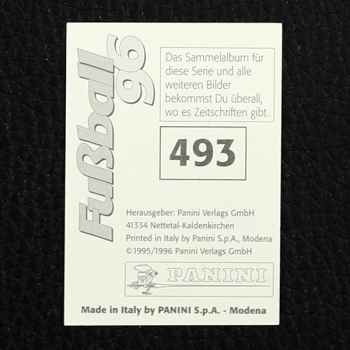 Fußball 96
Das Sammelalbum für
diese Serie und alle
weiteren Bilder
bekommst Du überall,
wo es Zeitschriften gibt.
493
Herausgeber: Panini Verlags GmbH
41334 Nettetal-Kaldenkirchen
Printed in Italy by Panini S.p.A., Modena
©1995/1996 Panini Verlags GmbH
PANINI
Made in Italy by PANINI S.p.A. - Modena